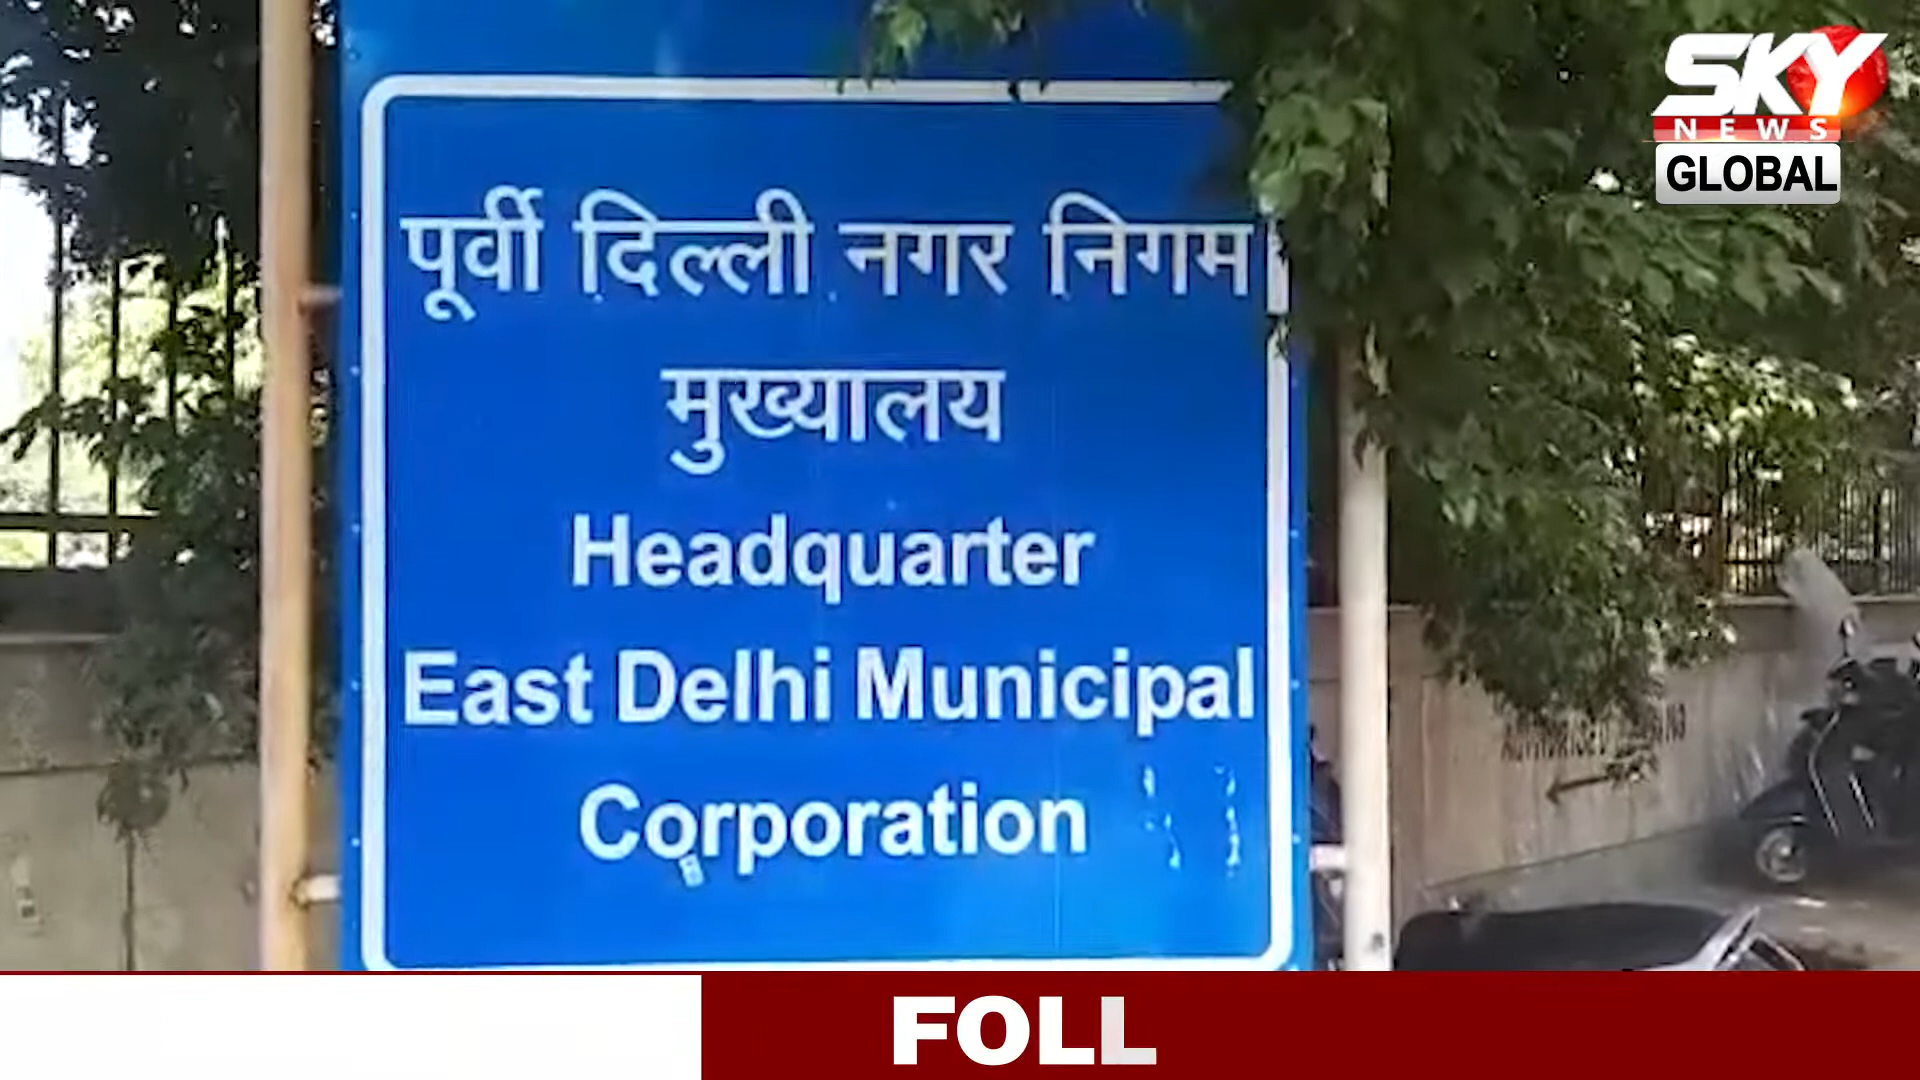 SKY
NEWS
GLOBAL
पूर्वी दिल्ली नगर निगम
मुख्यालय
Headquarter
East Delhi Municipal
Corporation
FOLL